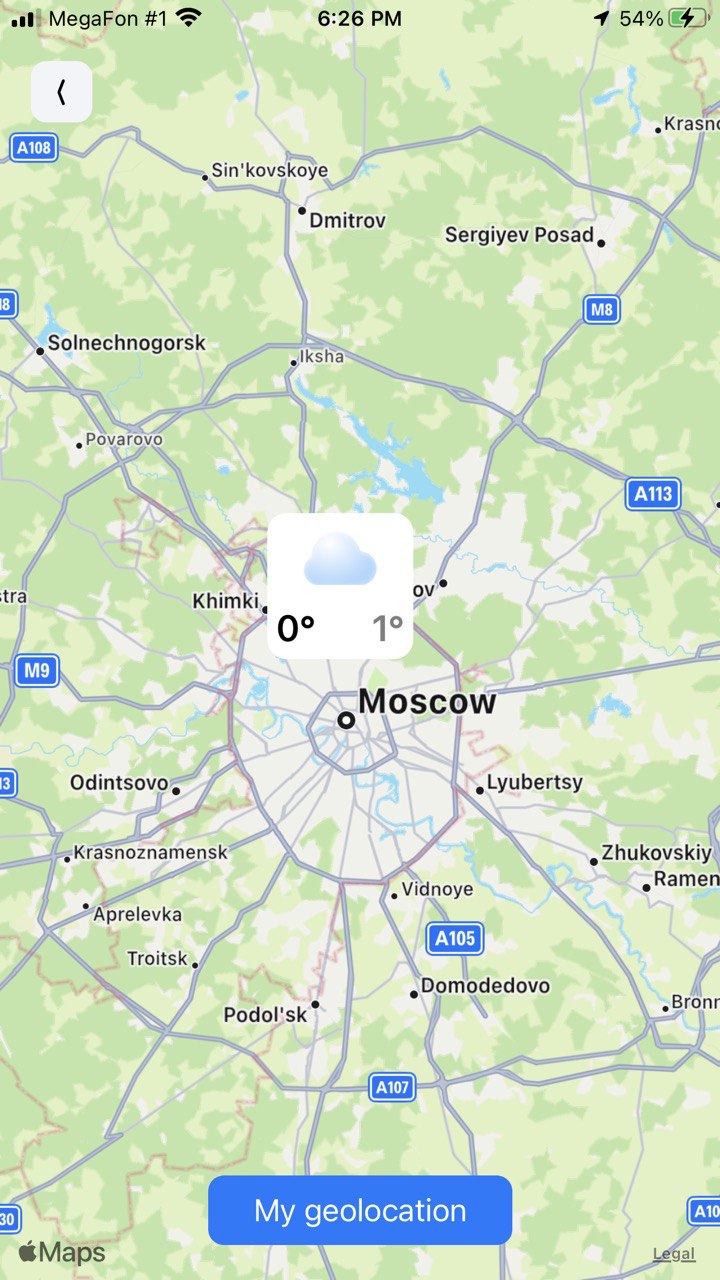 MegaFon #1 6:26 PM 54%
⟨
Krasno
A108
Sin'kovskoye
Dmitrov
Sergiyev Posad
M8
Solnechnogorsk
Iksha
Povarovo
A113
stra
ov
Khimki
0° 1°
M9
Moscow
Odintsovo
Lyubertsy
Krasnoznamensk
Zhukovskiy
Ramen
Vidnoye
Aprelevka
A105
Troitsk
Domodedovo
Podol'sk
Bronn
A107
My geolocation
30
A10
Maps
Legal